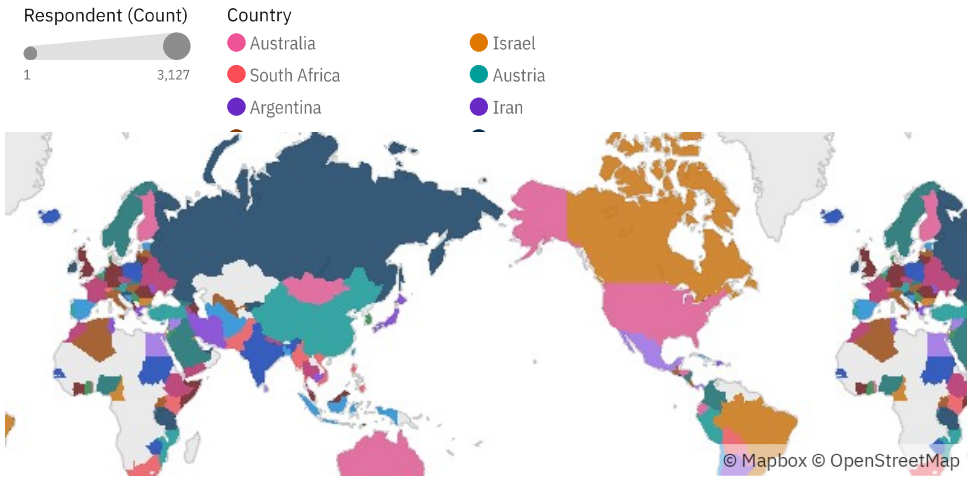 Respondent (Count)
1 3,127
Country
Australia
South Africa
Argentina
Israel
Austria
Iran
© Mapbox © OpenStreetMap